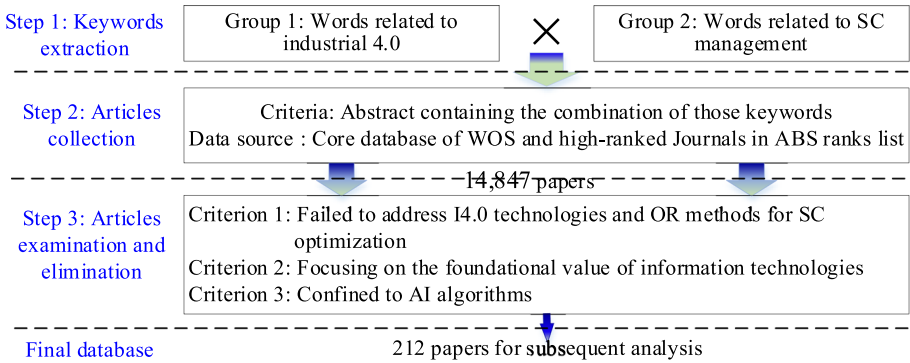 Step 1: Keywords
extraction
Group 1: Words related to
industrial 4.0
Group 2: Words related to SC
management
Step 2: Articles
collection
Criteria: Abstract containing the combination of those keywords
Data source : Core database of WOS and high-ranked Journals in ABS ranks list
14,847 papers
Step 3: Articles
examination and
elimination
Criterion 1: Failed to address I4.0 technologies and OR methods for SC
optimization
Criterion 2: Focusing on the foundational value of information technologies
Criterion 3: Confined to AI algorithms
Final database
212 papers for subsequent analysis